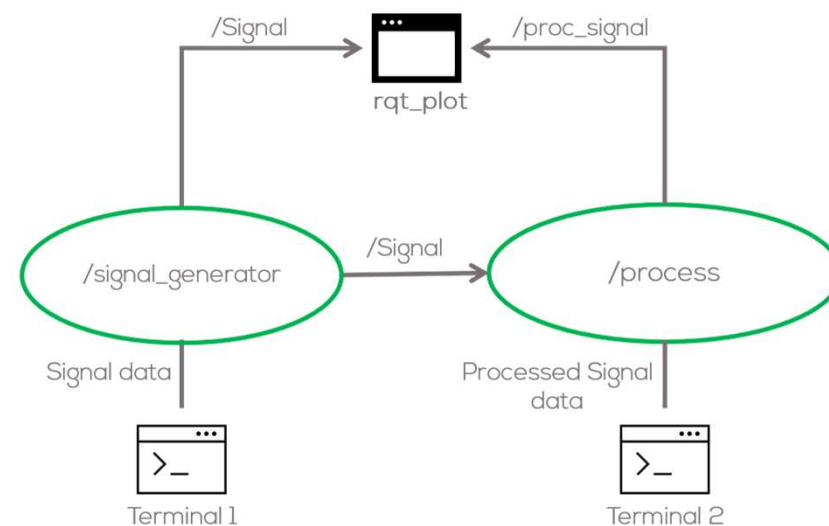 /Signal
/proc_signal
rqt_plot
/signal_generator
/Signal
/process
Signal data
Processed Signal
data
>_
>_
Terminal 1
Terminal 2